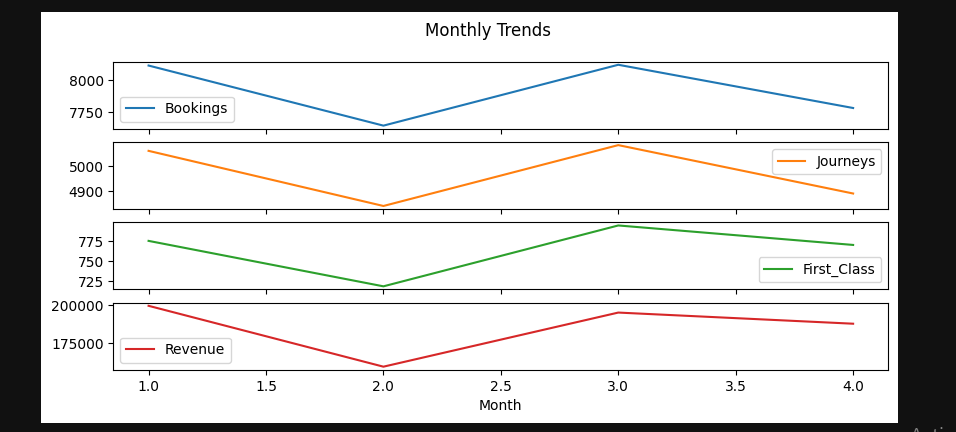 Monthly Trends
8000
7750
Bookings
5000
4900
Journeys
775
750
725
First_Class
200000
175000
Revenue
1.0 1.5 2.0 2.5 3.0 3.5 4.0
Month